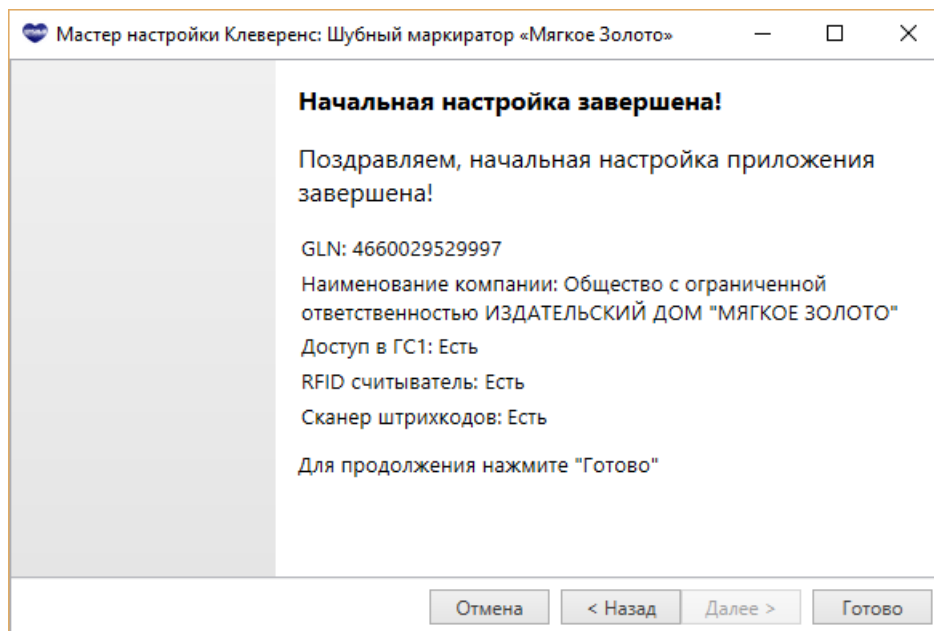 Мастер настройки Клеверенс: Шубный маркиратор «Мягкое Золото»
Начальная настройка завершена!
Поздравляем, начальная настройка приложения
завершена!
GLN: 4660029529997
Наименование компании: Общество с ограниченной
ответственностью ИЗДАТЕЛЬСКИЙ ДОМ "МЯГКОЕ ЗОЛОТО"
Доступ в ГС1: Есть
RFID считыватель: Есть
Сканер штрихкодов: Есть
Для продолжения нажмите "Готово"
Отмена < Назад Далее > Готово